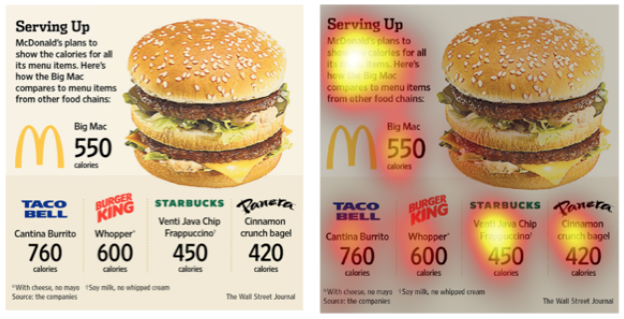 Serving Up
McDonald's plans to
show the calories for all
its menu items. Here's
how the Big Mac
compares to menu items
from other food chains:
Big Mac
550
calories
TACO
BELL
Cantina Burrito
760
calories
BURGER
KING
Whopper*
600
calories
STARBUCKS
Venti Java Chip
Frappuccino†
450
calories
Panera
Cinnamon
crunch bagel
420
calories
*With cheese, no mayo †Soy milk, no whipped cream
Source: the companies
The Wall Street Journal
Serving Up
McDonald's plans to
show the calories for all
its items. Here's
how the Big Mac
compares to menu items
from other food chains:
Big Mac
550
calories
TACO
BELL
Cantina Burrito
760
calories
BURGER
KING
Whopper*
600
calories
STARBUCKS
Venti Java Chip
Frappuccino†
450
calories
Panera
Cinnamon
crunch bagel
420
calories
*With cheese, no mayo †Soy milk, no whipped cream
Source: the companies
The Wall Street Journal